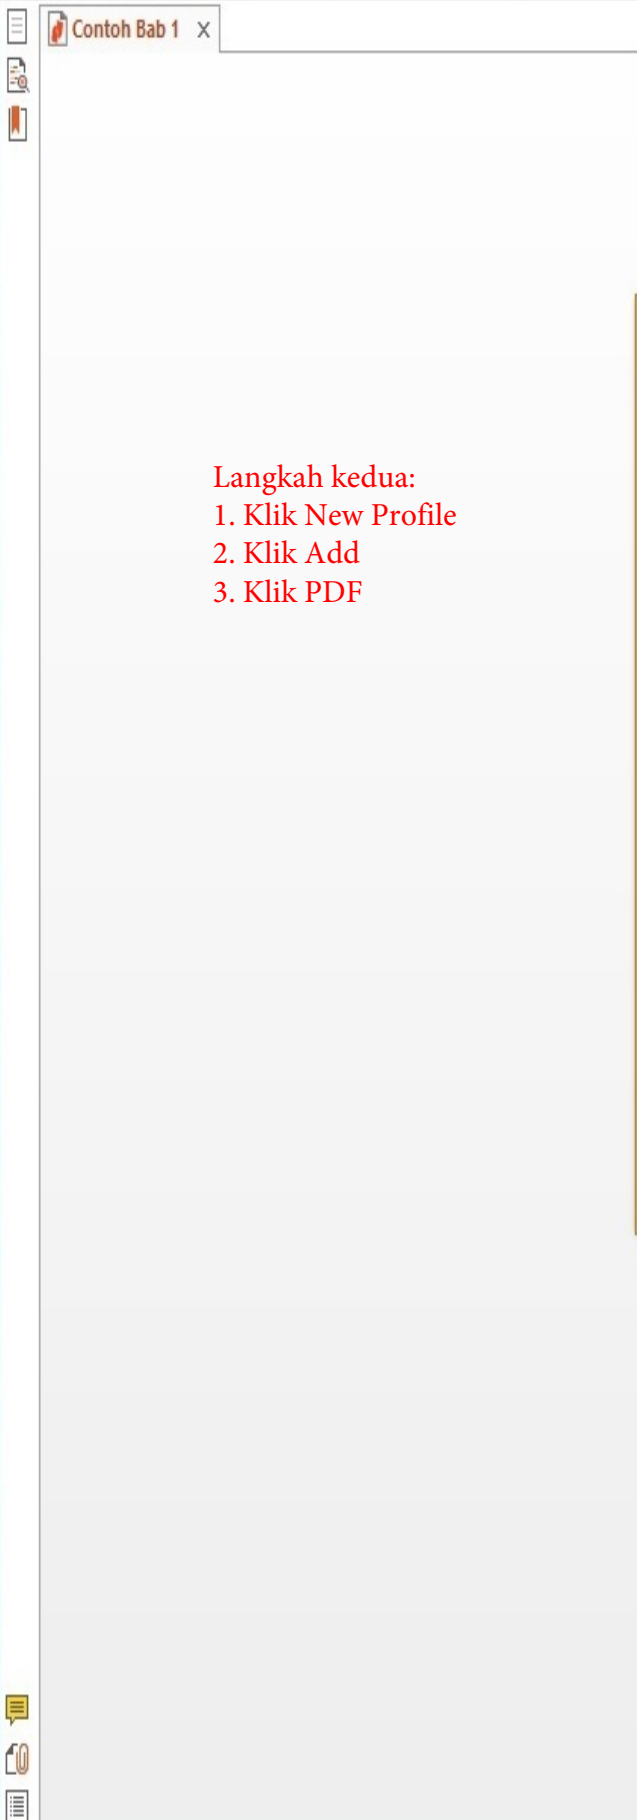 Contoh Bab 1 X
Langkah kedua:
1. Klik New Profile
2. Klik Add
3. Klik PDF